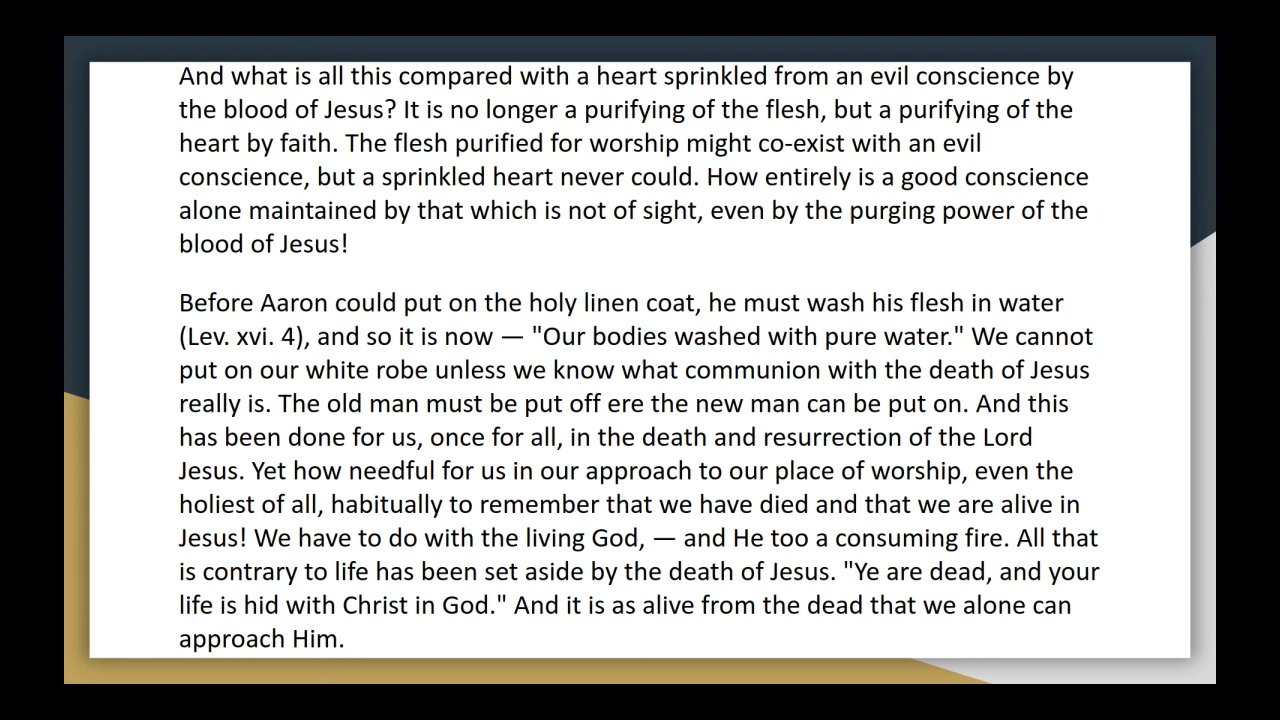 And what is all this compared with a heart sprinkled from an evil conscience by
the blood of Jesus? It is no longer a purifying of the flesh, but a purifying of the
heart by faith. The flesh purified for worship might co-exist with an evil
conscience, but a sprinkled heart never could. How entirely is a good conscience
alone maintained by that which is not of sight, even by the purging power of the
blood of Jesus!
Before Aaron could put on the holy linen coat, he must wash his flesh in water
(Lev. xvi. 4), and so it is now — "Our bodies washed with pure water." We cannot
put on our white robe unless we know what communion with the death of Jesus
really is. The old man must be put off ere the new man can be put on. And this
has been done for us, once for all, in the death and resurrection of the Lord
Jesus. Yet how needful for us in our approach to our place of worship, even the
holiest of all, habitually to remember that we have died and that we are alive in
Jesus! We have to do with the living God, — and He too a consuming fire. All that
is contrary to life has been set aside by the death of Jesus. "Ye are dead, and your
life is hid with Christ in God." And it is as alive from the dead that we alone can
approach Him.